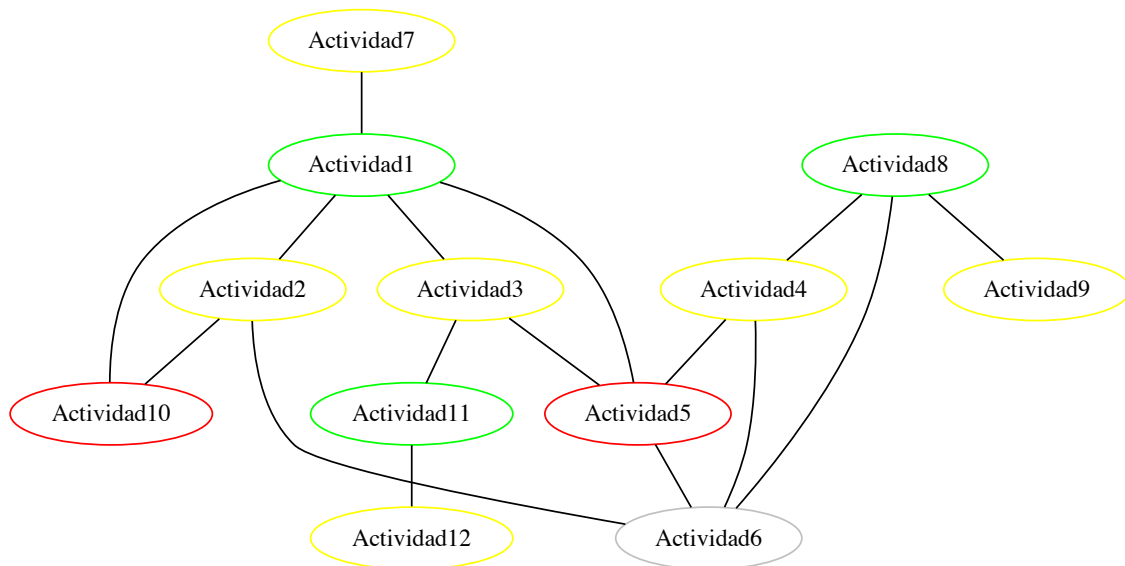 Actividad7
Actividad1
Actividad8
Actividad2
Actividad3
Actividad4
Actividad9
Actividad10
Actividad11
Actividad5
Actividad12
Actividad6